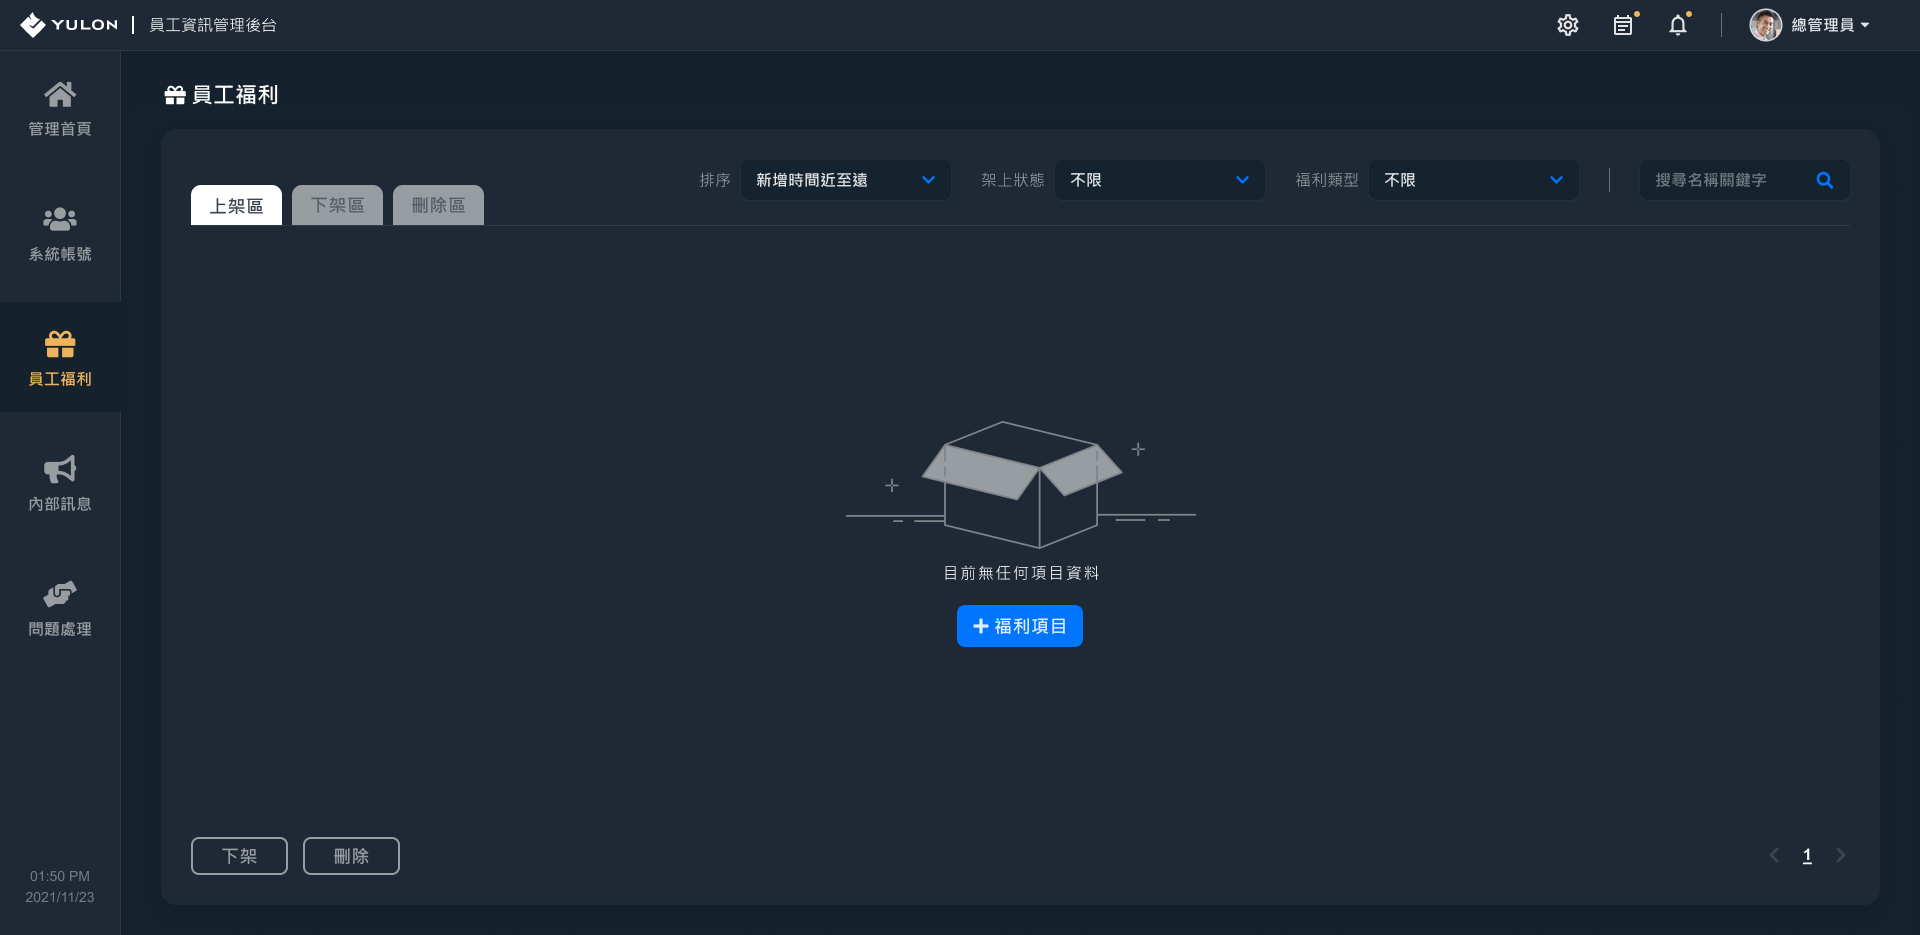 YULON 員工資訊管理後台
總管理員
管理首頁
系統帳號
員工福利
內部訊息
問題處理
01:50 PM
2021/11/23
員工福利
上架區 下架區 刪除區
排序 新增時間近至遠 架上狀態 不限 福利類型 不限 搜尋名稱關鍵字
目前無任何項目資料
福利項目
下架 刪除
1